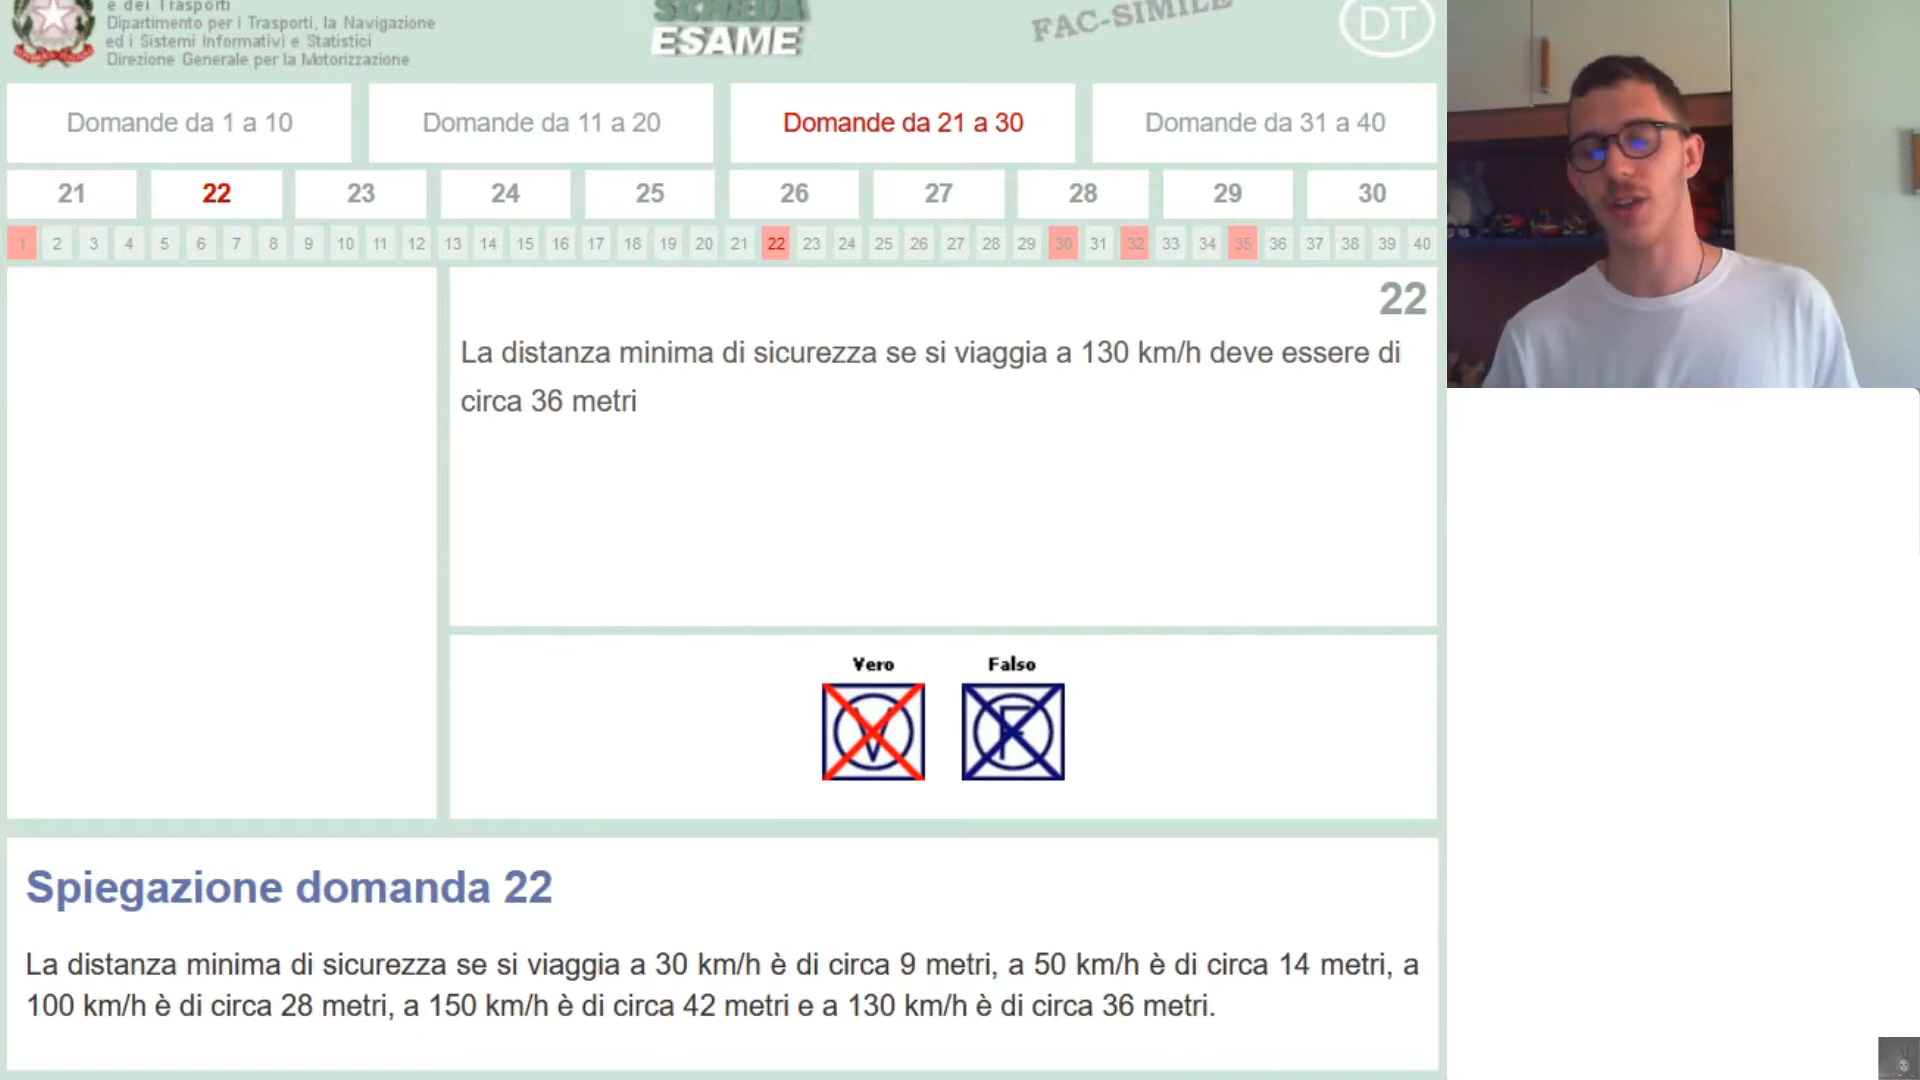 e dei Trasporti
Dipartimento per i Trasporti, la Navigazione
ed i Sistemi Informativi e Statistici
Direzione Generale per la Motorizzazione
SCHEDA
ESAME
FAC-SIMILE
DT
Domande da 1 a 10
Domande da 11 a 20
Domande da 21 a 30
Domande da 31 a 40
21 22 23 24 25 26 27 28 29 30
1 2 3 4 5 6 7 8 9 10 11 12 13 14 15 16 17 18 19 20 21 22 23 24 25 26 27 28 29 30 31 32 33 34 35 36 37 38 39 40
22
La distanza minima di sicurezza se si viaggia a 130 km/h deve essere di
circa 36 metri
Vero Falso
V F
Spiegazione domanda 22
La distanza minima di sicurezza se si viaggia a 30 km/h è di circa 9 metri, a 50 km/h è di circa 14 metri, a
100 km/h è di circa 28 metri, a 150 km/h è di circa 42 metri e a 130 km/h è di circa 36 metri.